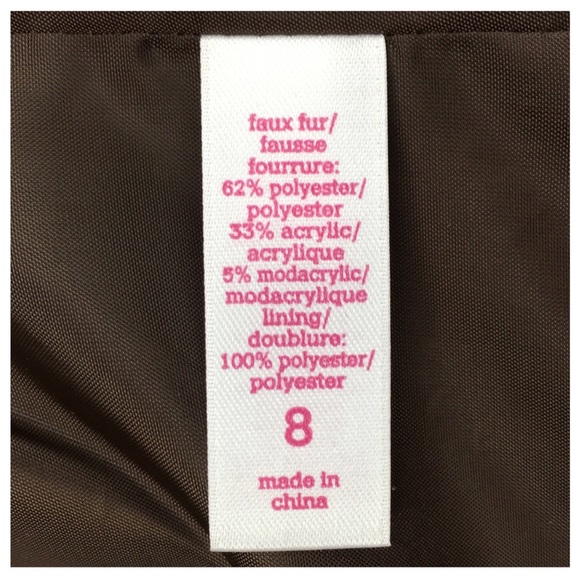 faux fur/
fausse
fourrure:
62% polyester/
polyester
33% acrylic/
acrylique
5% modacrylic/
modacrylique
lining/
doublure:
100% polyester/
polyester
8
made in
china